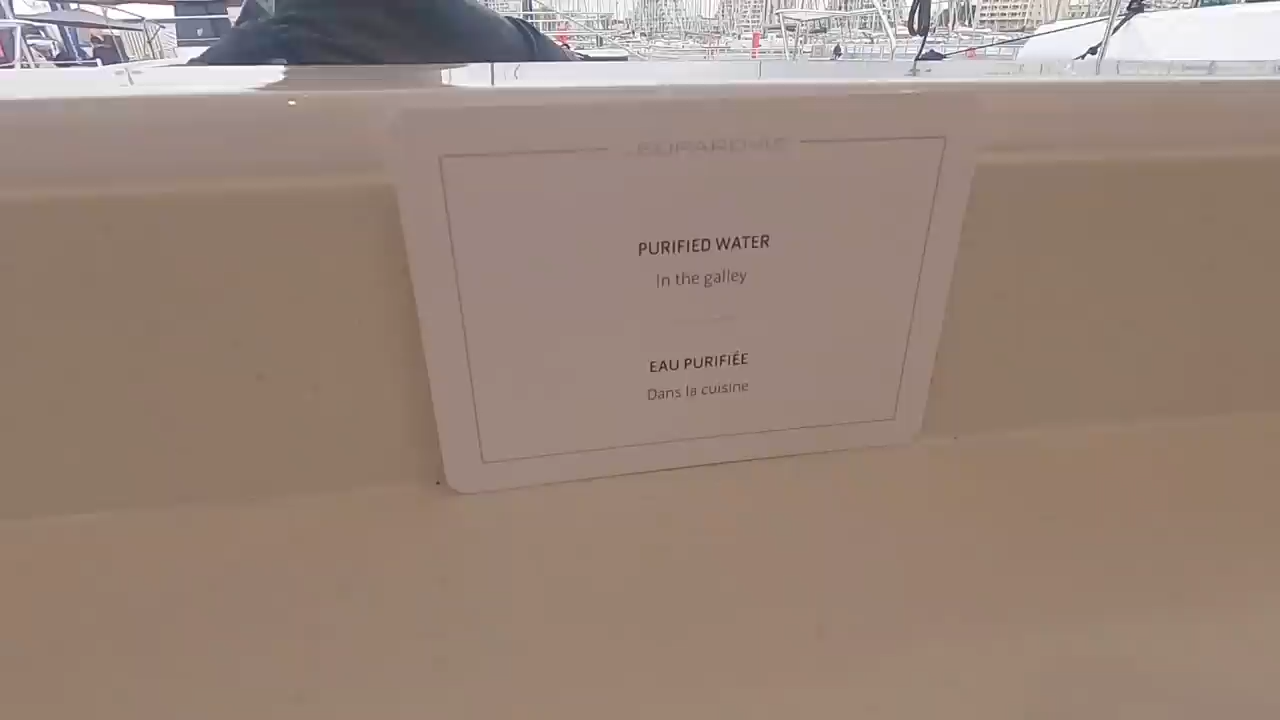 PURIFIED WATER
In the galley
EAU PURIFIÉE
Dans la cuisine